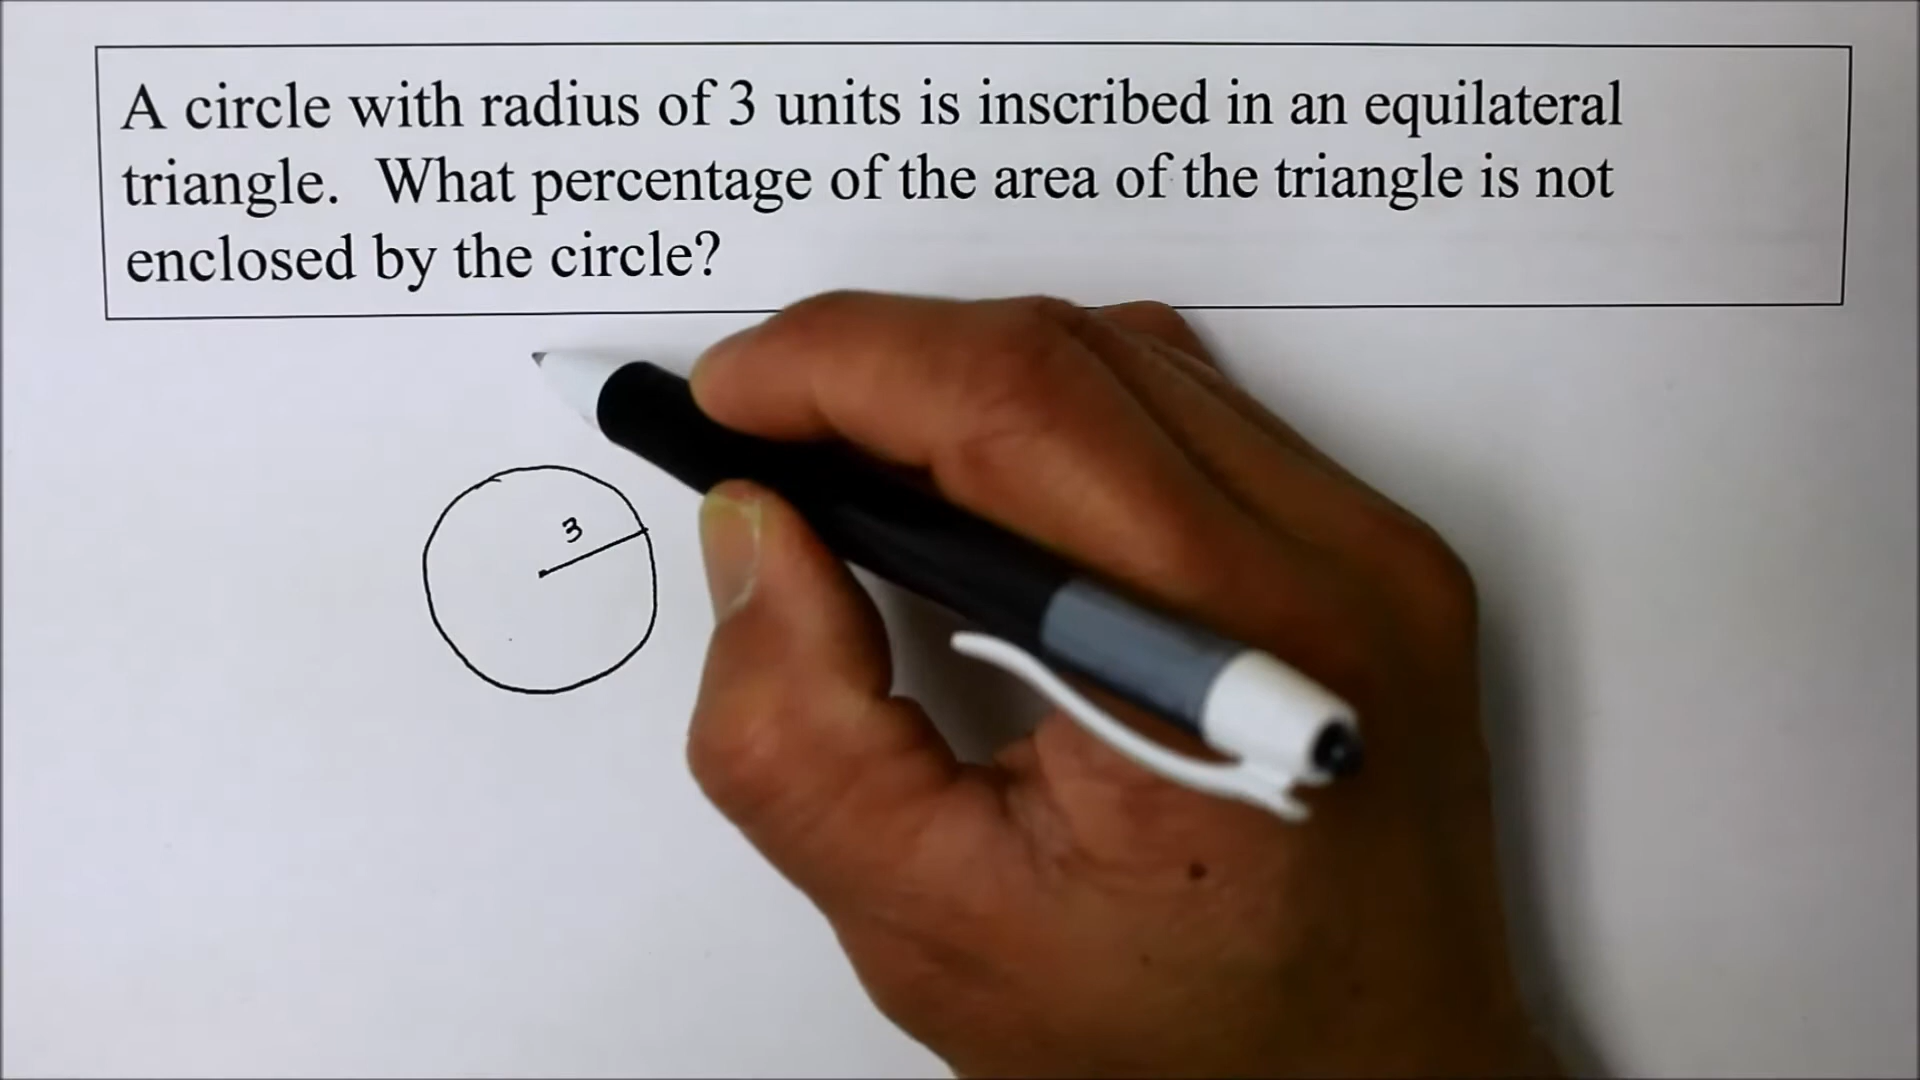 A circle with radius of 3 units is inscribed in an equilateral
triangle. What percentage of the area of the triangle is not
enclosed by the circle?
3